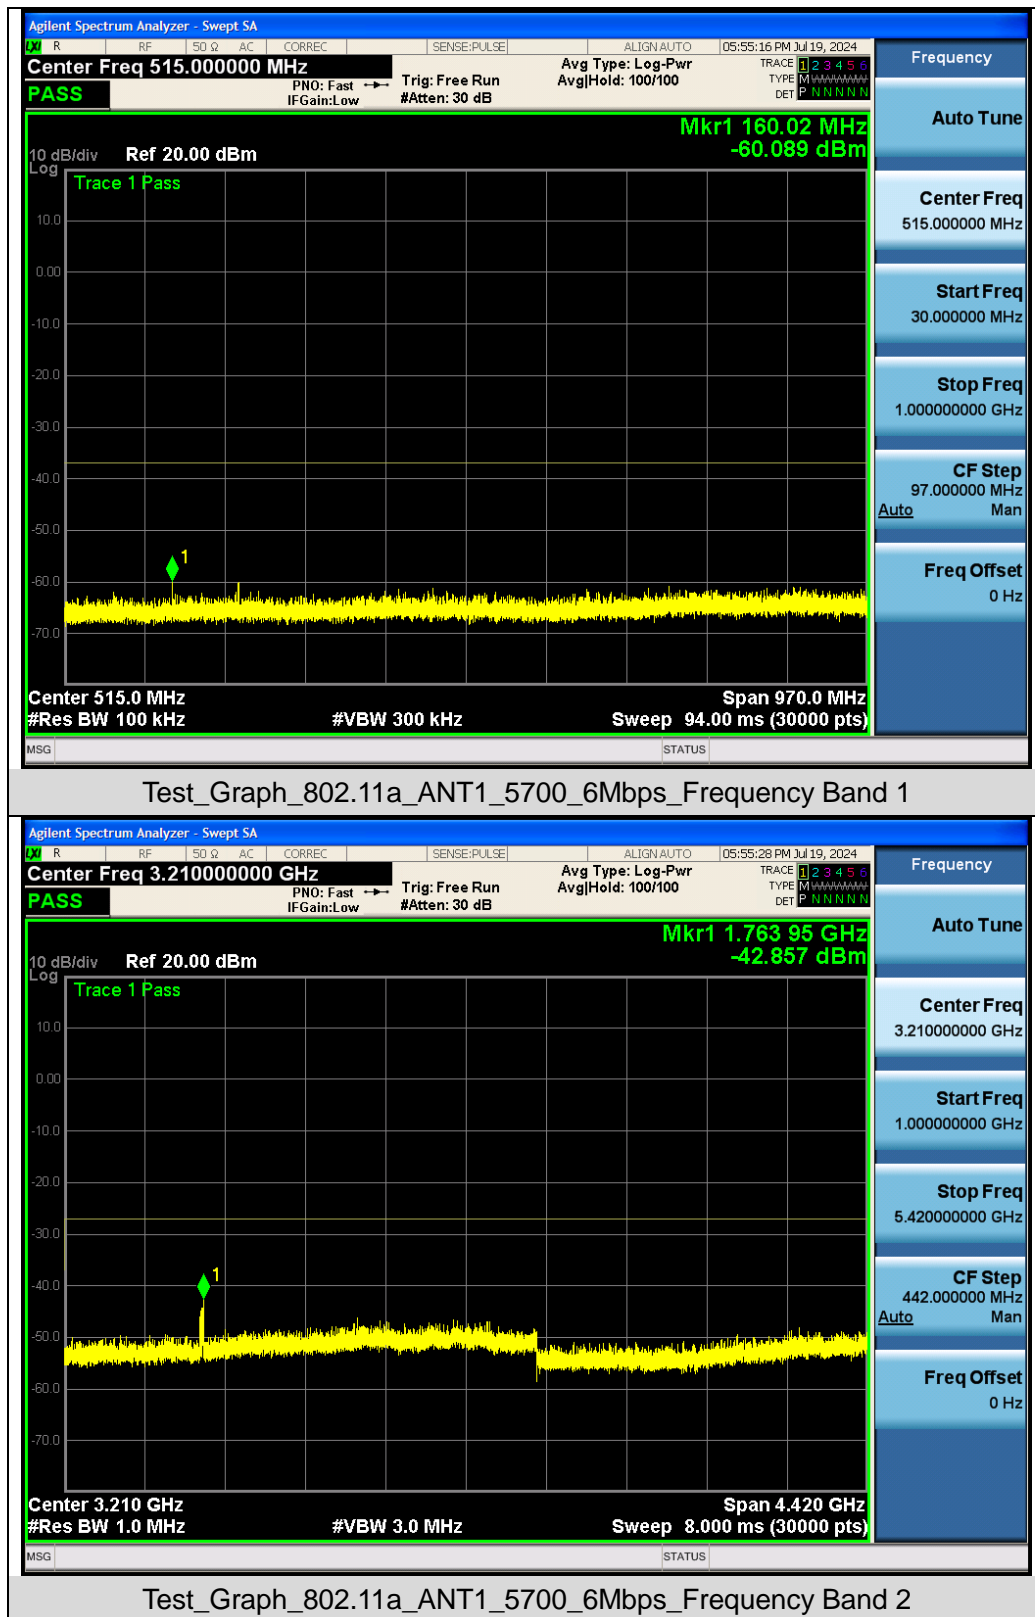 Agilent Spectrum Analyzer - Swept SA
LXI R RF 50 Ω AC CORREC SENSE:PULSE ALIGN AUTO 05:55:16 PM Jul 19, 2024
Center Freq 515.000000 MHz
PASS
PNO: Fast
IFGain:Low
Trig: Free Run
#Atten: 30 dB
Avg Type: Log-Pwr
Avg|Hold: 100/100
TRACE 1 2 3 4 5 6
TYPE M WWWWW
DET P N N N N N
Mkr1 160.02 MHz
-60.089 dBm
10 dB/div Ref 20.00 dBm
Log
Trace 1 Pass
10.0
0.00
-10.0
-20.0
-30.0
-40.0
-50.0
-60.0
-70.0
1
Center 515.0 MHz Span 970.0 MHz
#Res BW 100 kHz #VBW 300 kHz Sweep 94.00 ms (30000 pts)
MSG STATUS
Frequency
Auto Tune
Center Freq
515.000000 MHz
Start Freq
30.000000 MHz
Stop Freq
1.000000000 GHz
CF Step
97.000000 MHz
Auto Man
Freq Offset
0 Hz
Test_Graph_802.11a_ANT1_5700_6Mbps_Frequency Band 1
Agilent Spectrum Analyzer - Swept SA
LXI R RF 50 Ω AC CORREC SENSE:PULSE ALIGN AUTO 05:55:28 PM Jul 19, 2024
Center Freq 3.210000000 GHz
PASS
PNO: Fast
IFGain:Low
Trig: Free Run
#Atten: 30 dB
Avg Type: Log-Pwr
Avg|Hold: 100/100
TRACE 1 2 3 4 5 6
TYPE M WWWWW
DET P N N N N N
Mkr1 1.763 95 GHz
-42.857 dBm
10 dB/div Ref 20.00 dBm
Log
Trace 1 Pass
10.0
0.00
-10.0
-20.0
-30.0
-40.0
-50.0
-60.0
-70.0
1
Center 3.210 GHz Span 4.420 GHz
#Res BW 1.0 MHz #VBW 3.0 MHz Sweep 8.000 ms (30000 pts)
MSG STATUS
Frequency
Auto Tune
Center Freq
3.210000000 GHz
Start Freq
1.000000000 GHz
Stop Freq
5.420000000 GHz
CF Step
442.000000 MHz
Auto Man
Freq Offset
0 Hz
Test_Graph_802.11a_ANT1_5700_6Mbps_Frequency Band 2